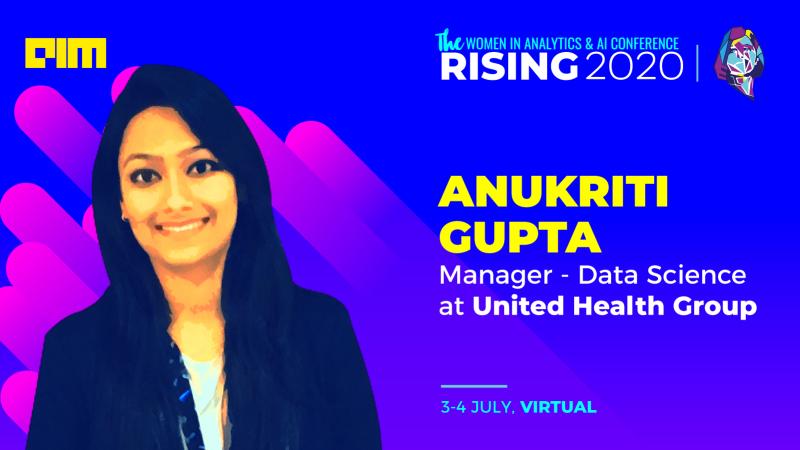 AIM
The WOMEN IN ANALYTICS & AI CONFERENCE
RISING 2020
ANUKRITI
GUPTA
Manager - Data Science
at United Health Group
3-4 JULY, VIRTUAL